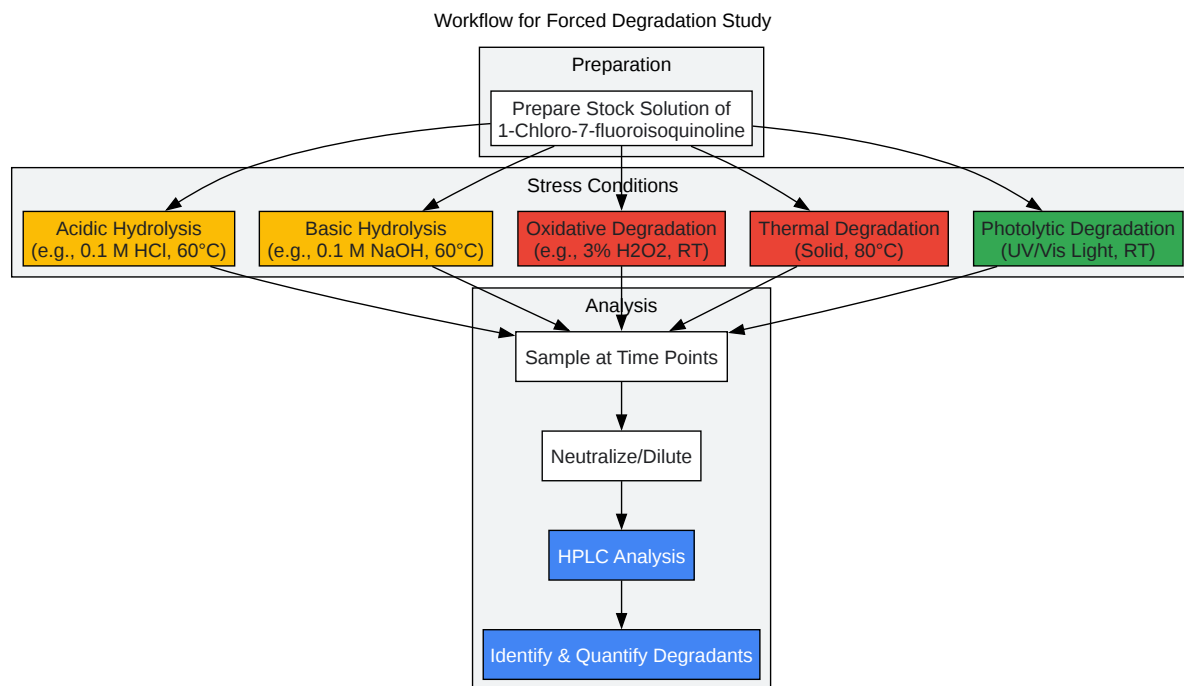 Workflow for Forced Degradation Study
Preparation
Prepare Stock Solution of
1-Chloro-7-fluoroisoquinoline
Stress Conditions
Acidic Hydrolysis
(e.g., 0.1 M HCl, 60°C)
Basic Hydrolysis
(e.g., 0.1 M NaOH, 60°C)
Oxidative Degradation
(e.g., 3% H2O2, RT)
Thermal Degradation
(Solid, 80°C)
Photolytic Degradation
(UV/Vis Light, RT)
Analysis
Sample at Time Points
Neutralize/Dilute
HPLC Analysis
Identify & Quantify Degradants